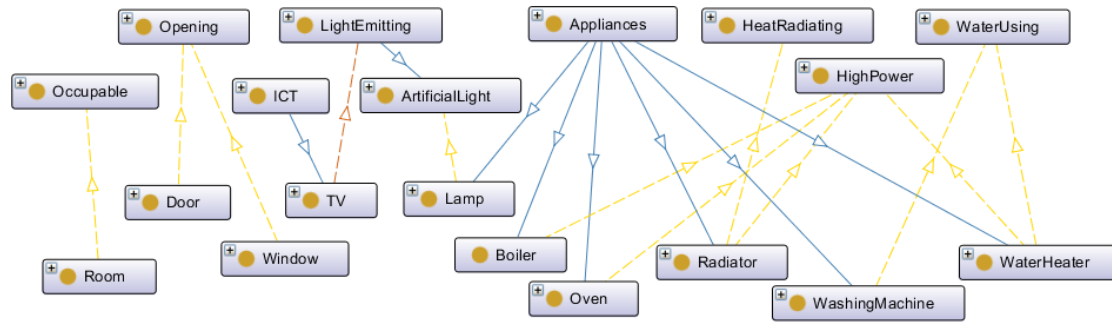 Opening
LightEmitting
Appliances
HeatRadiating
WaterUsing
HighPower
Occupable
ICT
ArtificialLight
Door
TV
Lamp
Room
Window
Boiler
Radiator
WaterHeater
Oven
WashingMachine